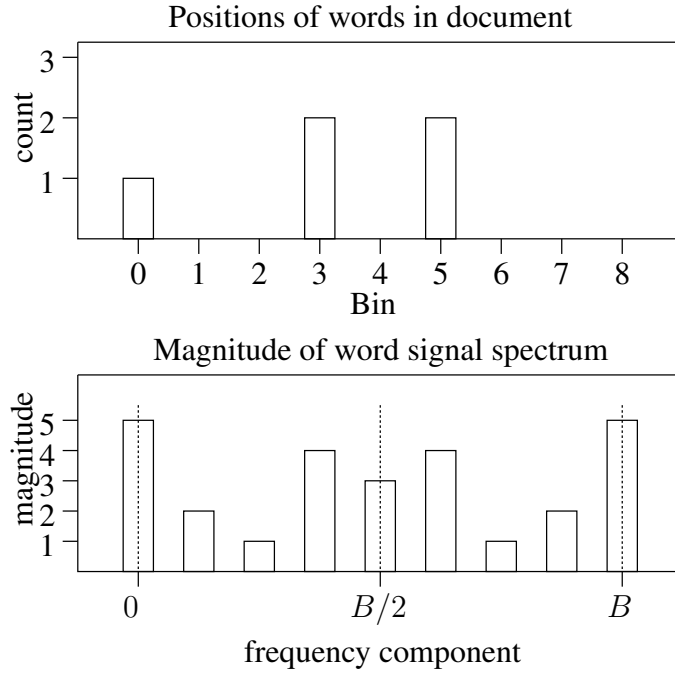 Positions of words in document
3
2
1
count
0 1 2 3 4 5 6 7 8
Bin
Magnitude of word signal spectrum
5
4
3
2
1
magnitude
0 B/2 B
frequency component